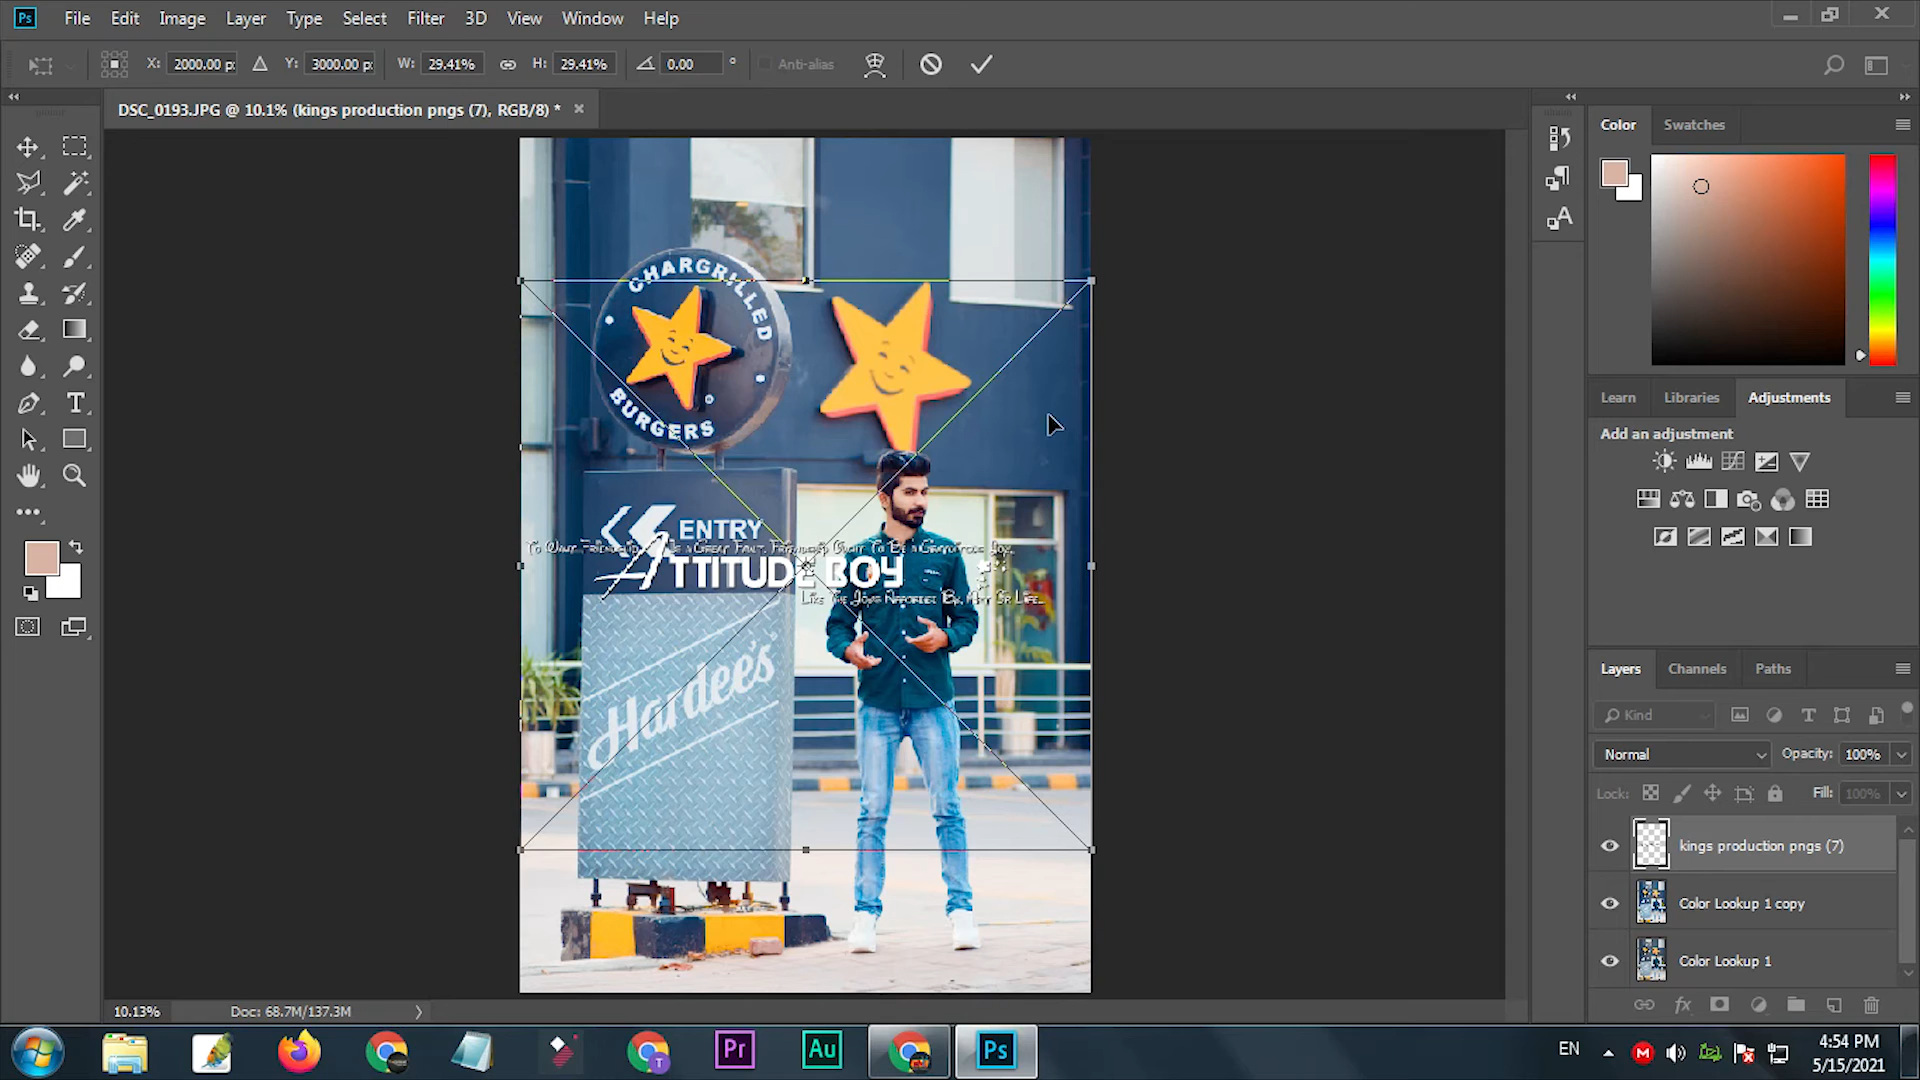 Ps File Edit Image Layer Type Select Filter 3D View Window Help
X: 2000.00 p: Y: 3000.00 p: W: 29.41% H: 29.41% 0.00 ° Anti-alias
DSC_0193.JPG @ 10.1% (kings production pngs (7), RGB/8) * ×
Color Swatches
CHARGRILLED
BURGERS
Learn Libraries Adjustments
Add an adjustment
ENTRY
ATTITUDE BOY
Hardee's
Layers Channels Paths
Kind
Normal Opacity: 100%
Lock: Fill: 100%
kings production pngs (7)
Color Lookup 1 copy
Color Lookup 1
10.13% Doc: 68.7M/137.3M
Pr Au Ps
EN
4:54 PM
5/15/2021